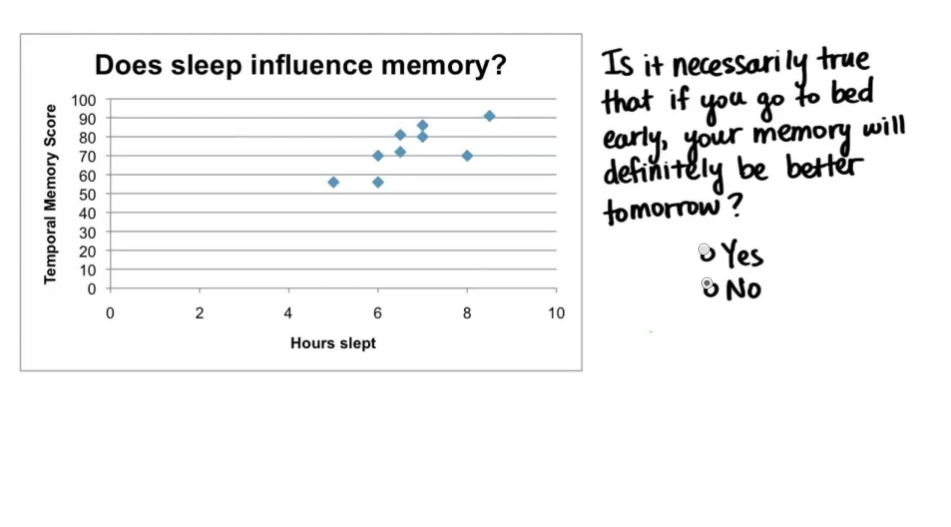 Does sleep influence memory?
Temporal Memory Score
100
90
80
70
60
50
40
30
20
10
0
0 2 4 6 8 10
Hours slept
Is it necessarily true
that if you go to bed
early, your memory will
definitely be better
tomorrow?
Yes
No